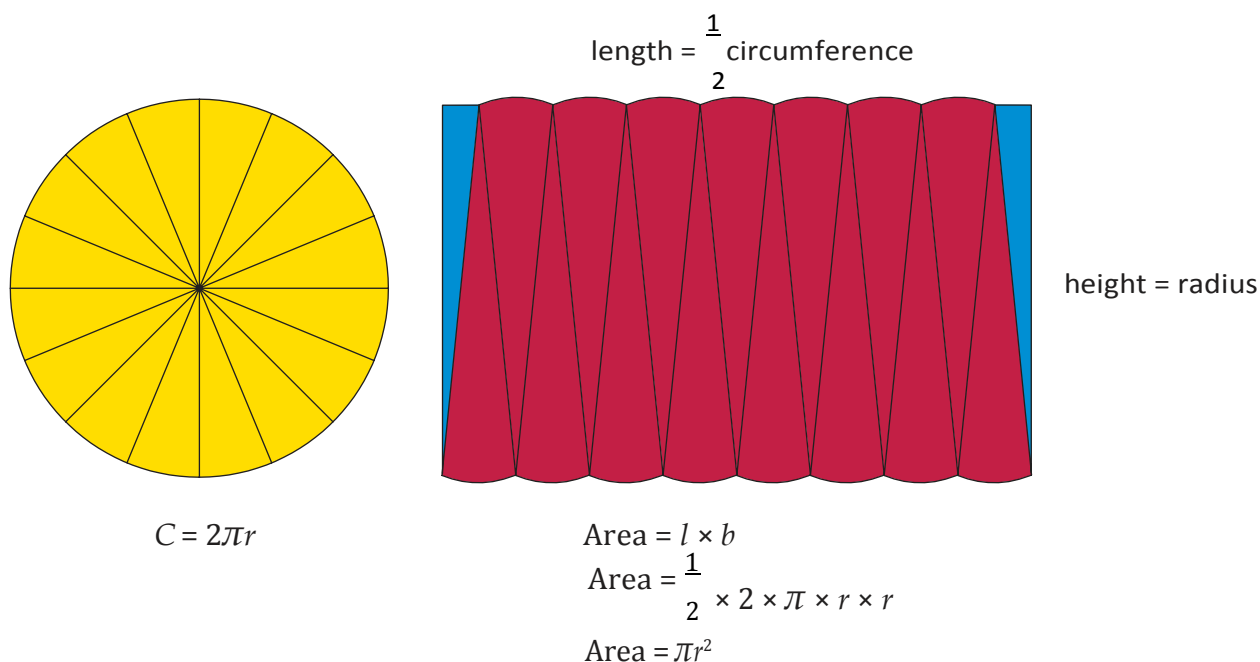 length = 1/2 circumference
height = radius
C = 2πr
Area = l × b
Area = 1/2 × 2 × π × r × r
Area = πr²